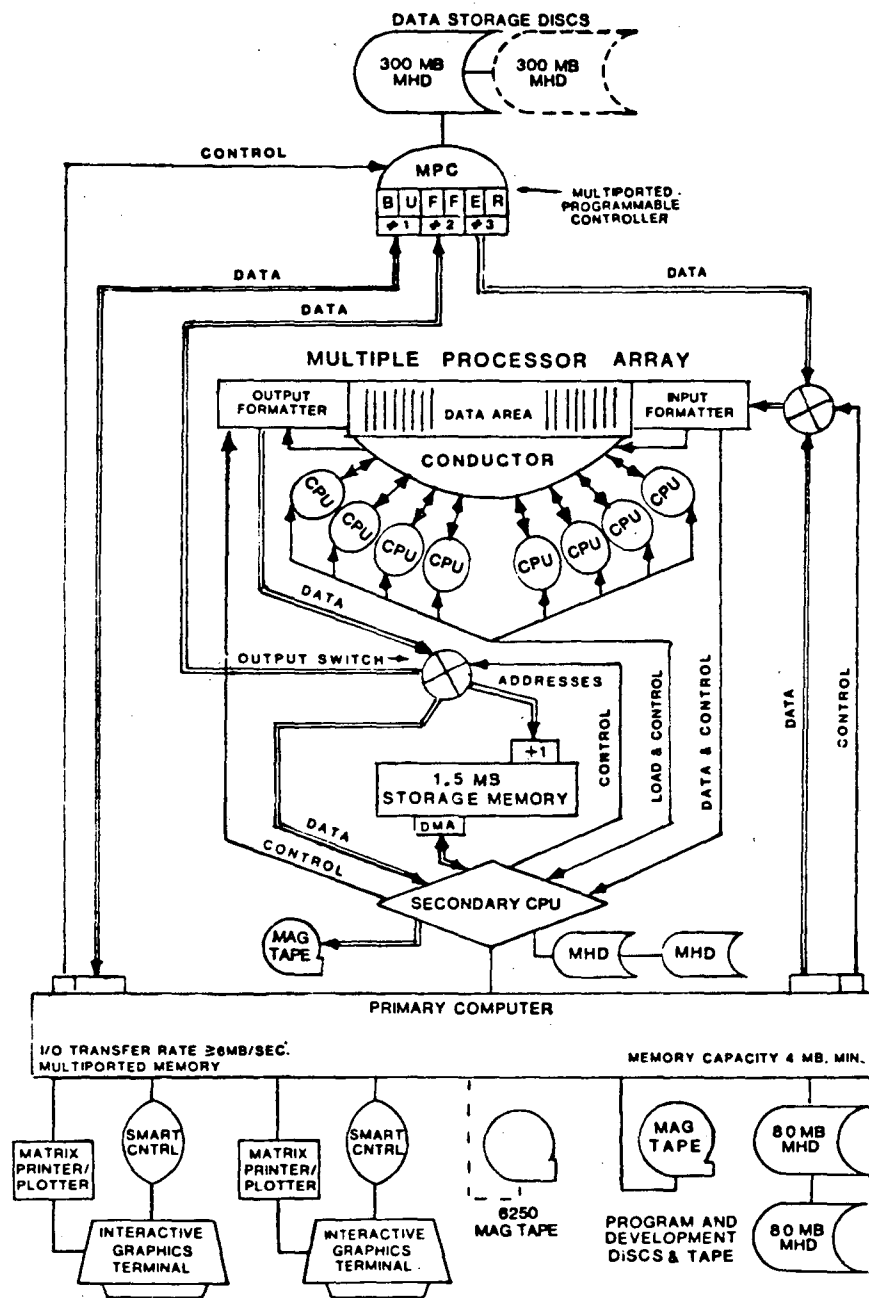 DATA STORAGE DISCS
300 MB
MHD
300 MB
MHD
CONTROL
MPC
MULTIPORTED
PROGRAMMABLE
CONTROLLER
B U F F E R
#1 #2 #3
DATA
DATA
DATA
MULTIPLE PROCESSOR ARRAY
OUTPUT
FORMATTER
DATA AREA
INPUT
FORMATTER
CONDUCTOR
CPU
CPU
CPU
CPU
CPU
CPU
CPU
CPU
DATA
OUTPUT SWITCH
ADDRESSES
+1
1.5 MB
STORAGE MEMORY
DMA
CONTROL
LOAD & CONTROL
DATA & CONTROL
DATA
CONTROL
DATA
CONTROL
SECONDARY CPU
MAG
TAPE
MHD
MHD
PRIMARY COMPUTER
I/O TRANSFER RATE ≥6MB/SEC.
MULTIPORTED MEMORY
MEMORY CAPACITY 4 MB. MIN.
MATRIX
PRINTER/
PLOTTER
SMART
CNTRL
INTERACTIVE
GRAPHICS
TERMINAL
MATRIX
PRINTER/
PLOTTER
SMART
CNTRL
INTERACTIVE
GRAPHICS
TERMINAL
6250
MAG TAPE
MAG
TAPE
PROGRAM AND
DEVELOPMENT
DISCS & TAPE
80 MB
MHD
80 MB
MHD